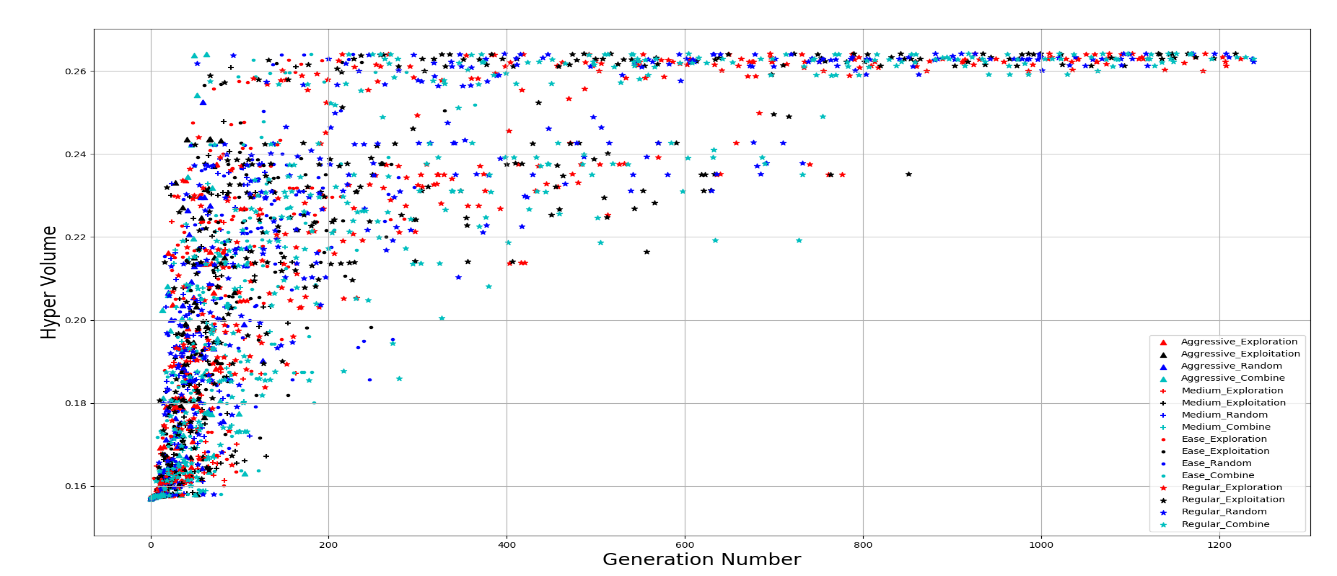 0.26
0.24
0.22
0.20
0.18
0.16
Hyper Volume
0 200 400 600 800 1000 1200
Generation Number
Aggressive_Exploration
Aggressive_Exploitation
Aggressive_Random
Aggressive_Combine
Medium_Exploration
Medium_Exploitation
Medium_Random
Medium_Combine
Ease_Exploration
Ease_Exploitation
Ease_Random
Ease_Combine
Regular_Exploration
Regular_Exploitation
Regular_Random
Regular_Combine